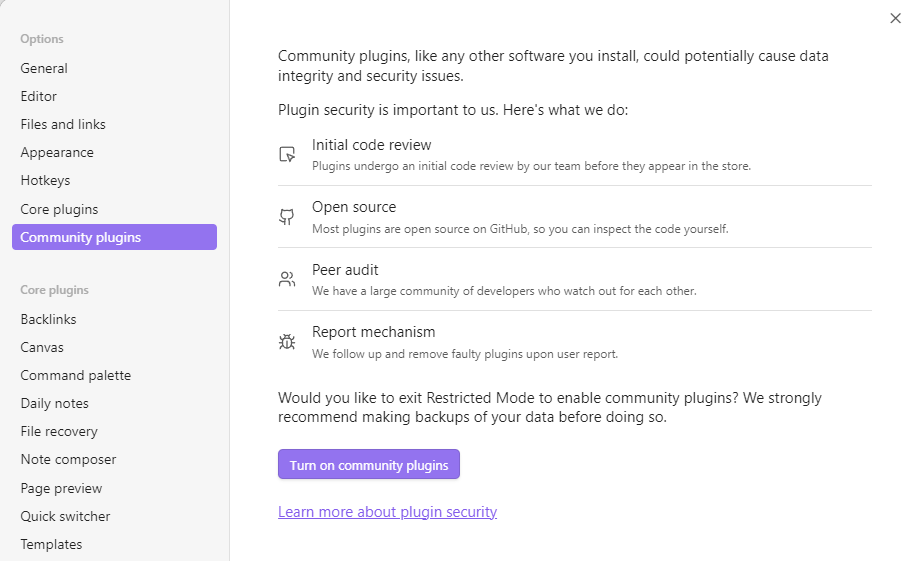 Options
General
Editor
Files and links
Appearance
Hotkeys
Core plugins
Community plugins
Core plugins
Backlinks
Canvas
Command palette
Daily notes
File recovery
Note composer
Page preview
Quick switcher
Templates
Community plugins, like any other software you install, could potentially cause data
integrity and security issues.
Plugin security is important to us. Here's what we do:
Initial code review
Plugins undergo an initial code review by our team before they appear in the store.
Open source
Most plugins are open source on GitHub, so you can inspect the code yourself.
Peer audit
We have a large community of developers who watch out for each other.
Report mechanism
We follow up and remove faulty plugins upon user report.
Would you like to exit Restricted Mode to enable community plugins? We strongly
recommend making backups of your data before doing so.
Turn on community plugins
Learn more about plugin security